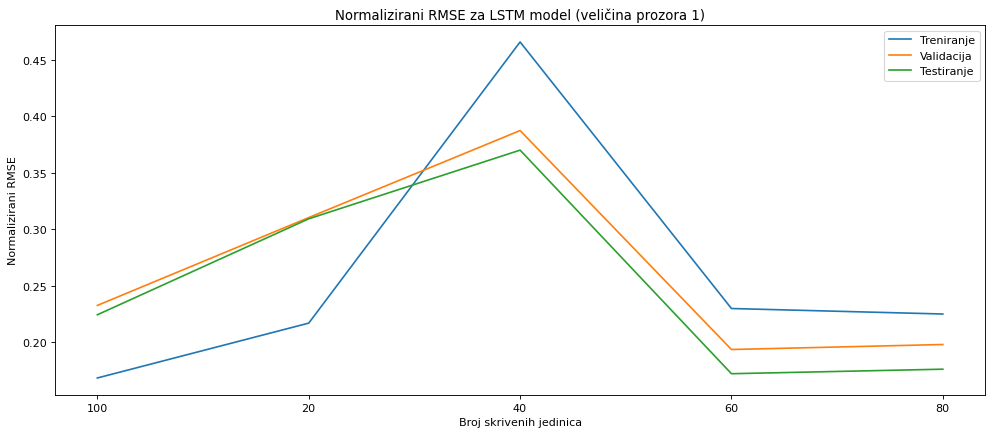 Normalizirani RMSE za LSTM model (veličina prozora 1)
Treniranje
Validacija
Testiranje
Normalizirani RMSE
0.45
0.40
0.35
0.30
0.25
0.20
100 20 40 60 80
Broj skrivenih jedinica